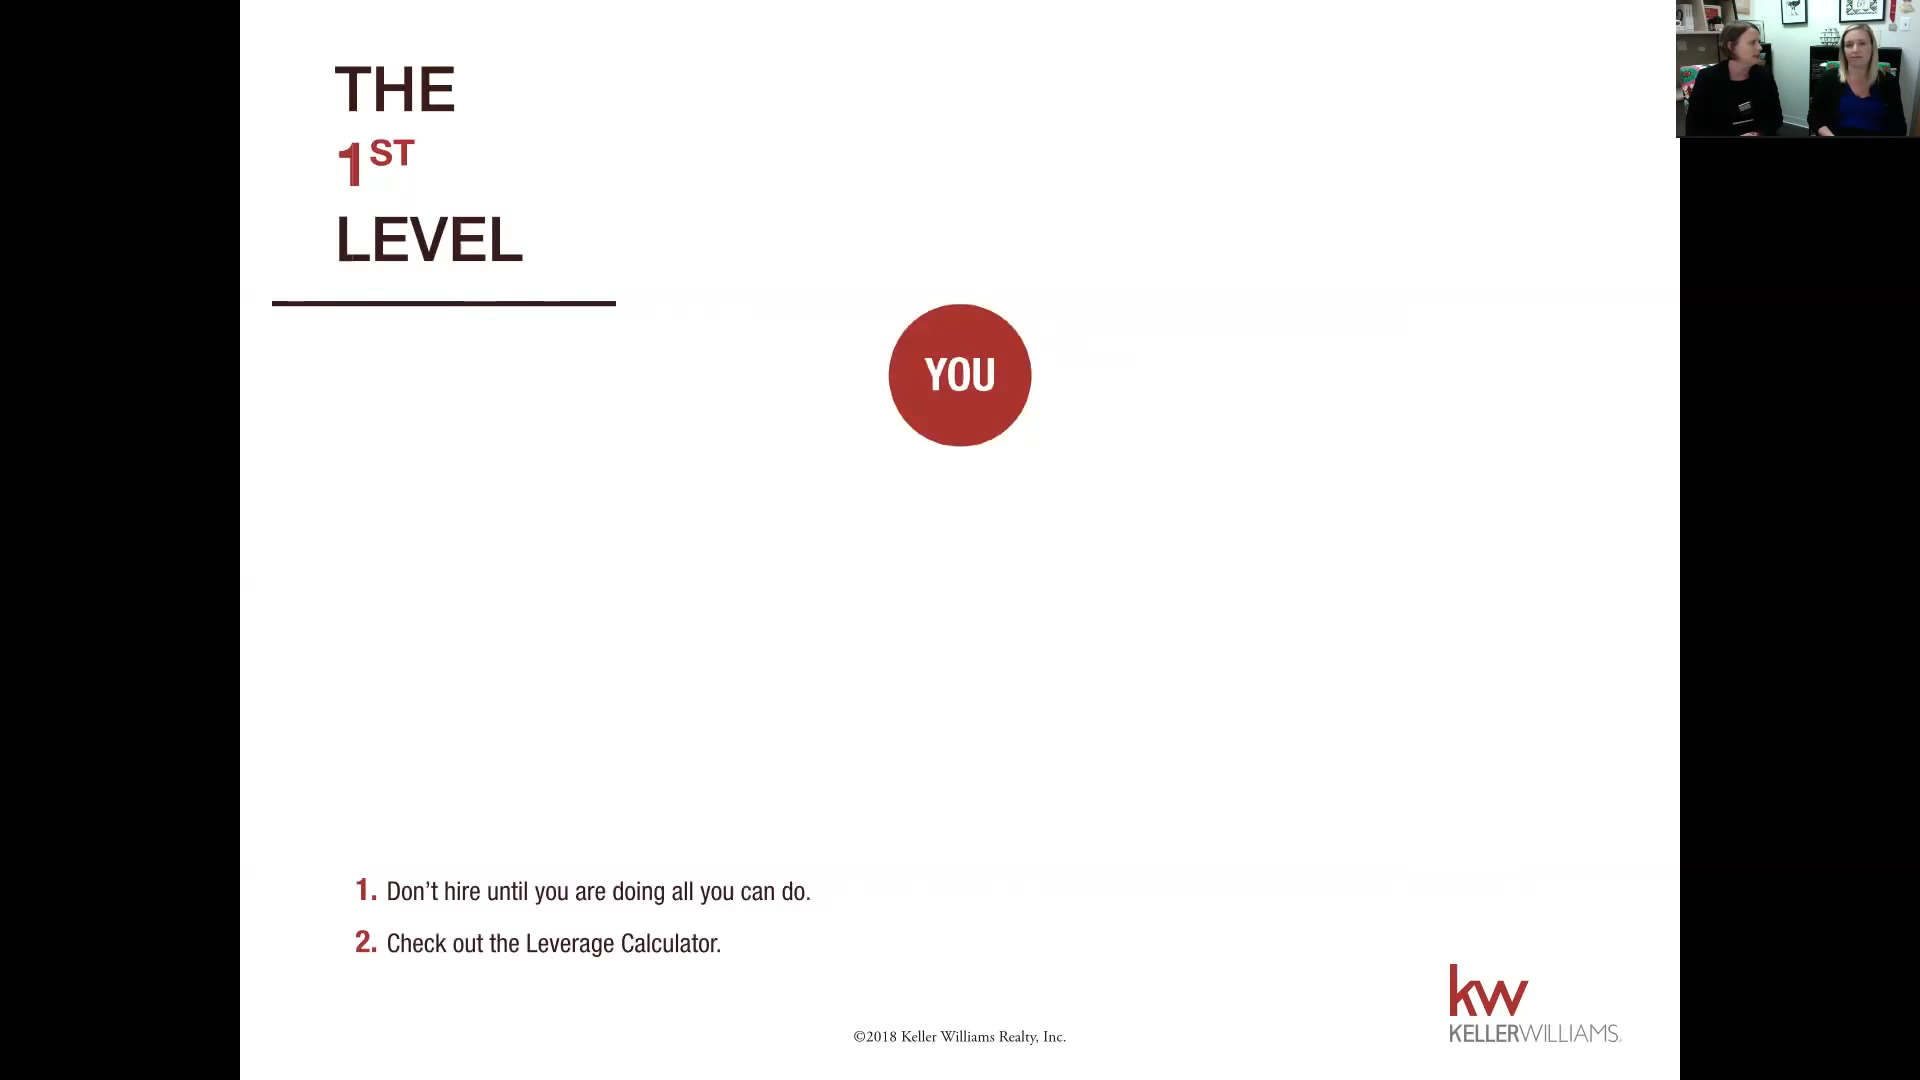 THE
1ST
LEVEL
YOU
1. Don’t hire until you are doing all you can do.
2. Check out the Leverage Calculator.
kw
KELLERWILLIAMS.
©2018 Keller Williams Realty, Inc.